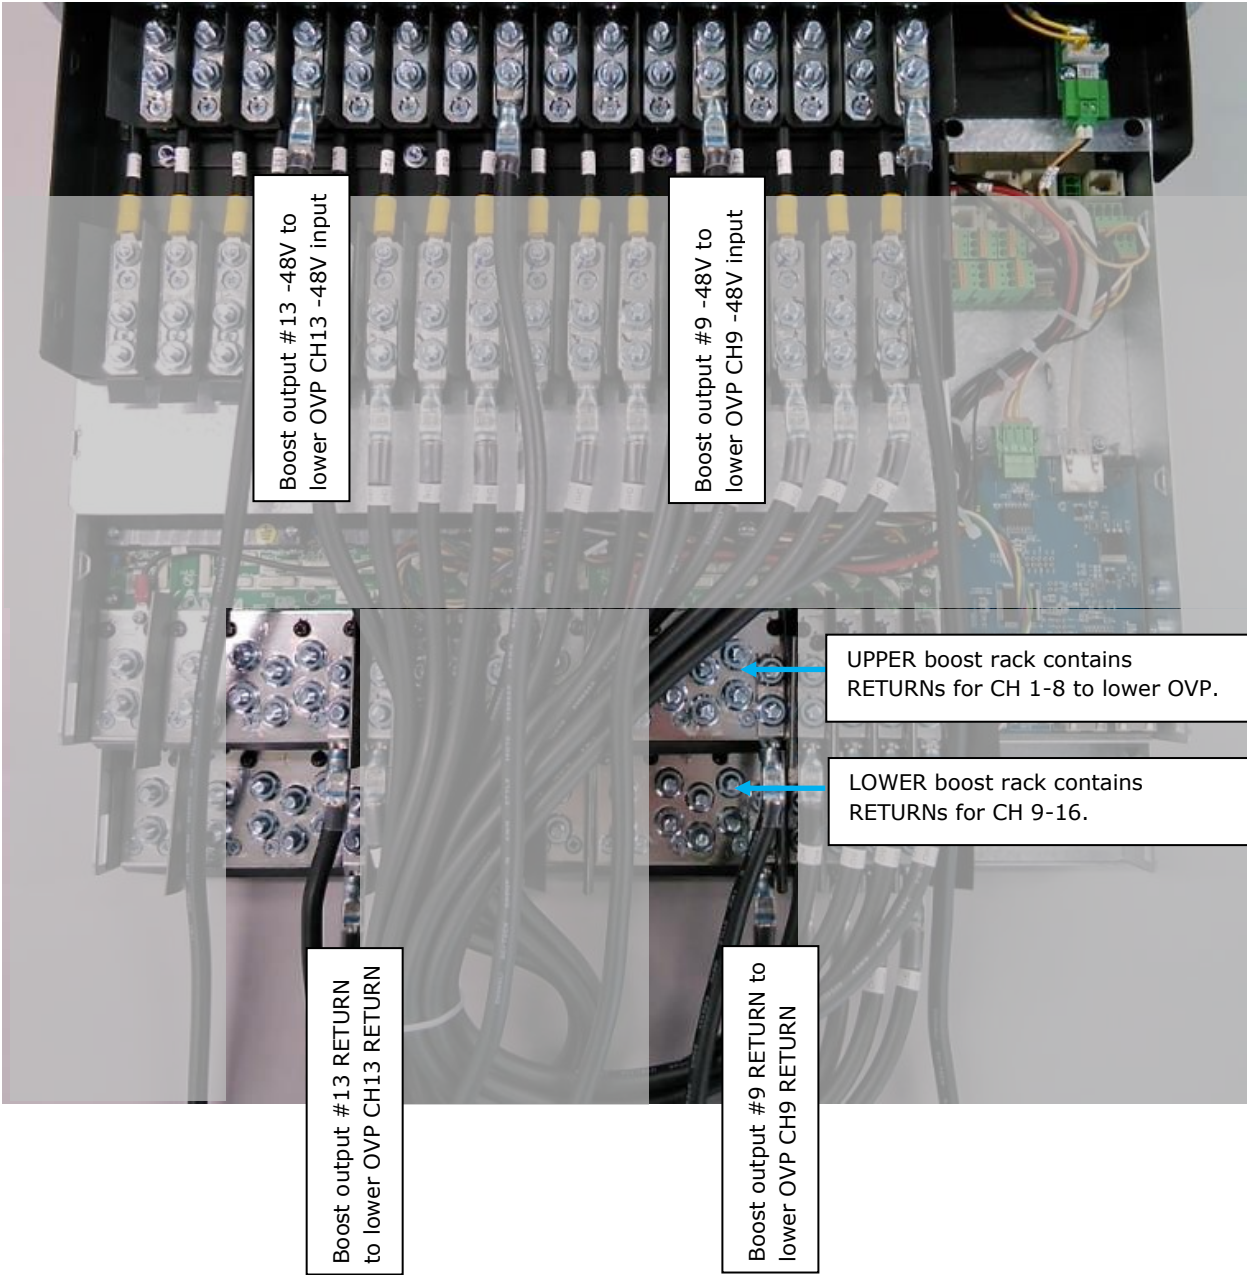 Boost output #13 -48V to
lower OVP CH13 -48V input
Boost output #9 -48V to
lower OVP CH9 -48V input
UPPER boost rack contains
RETURNs for CH 1-8 to lower OVP.
LOWER boost rack contains
RETURNs for CH 9-16.
Boost output #13 RETURN
to lower OVP CH13 RETURN
Boost output #9 RETURN to
lower OVP CH9 RETURN